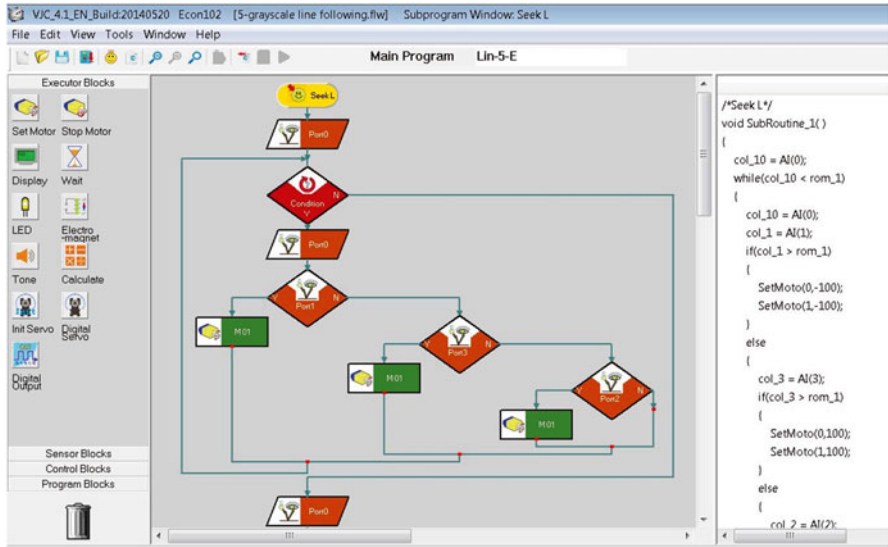 VJC_4.1_EN_Build:20140520 Econ102 [5-grayscale line following.flw] Subprogram Window: Seek L
File Edit View Tools Window Help
Main Program Lin-5-E
Executor Blocks
Set Motor Stop Motor
Display Wait
LED Electro
-magnet
Tone Calculate
Init Servo Digital
Servo
Digital
Output
Sensor Blocks
Control Blocks
Program Blocks
Seek L
Port0
Condition
N
Y
Port0
Y N
Port1
M 01
Y N
Port3
M 01
Y N
Port2
M 01
Port0
/*Seek L*/
void SubRoutine_1( )
{
col_10 = AI(0);
while(col_10 < rom_1)
{
col_10 = AI(0);
col_1 = AI(1);
if(col_1 > rom_1)
{
SetMoto(0,-100);
SetMoto(1,-100);
}
else
{
col_3 = AI(3);
if(col_3 > rom_1)
{
SetMoto(0,100);
SetMoto(1,100);
}
else
{
col_2 = AI(2);